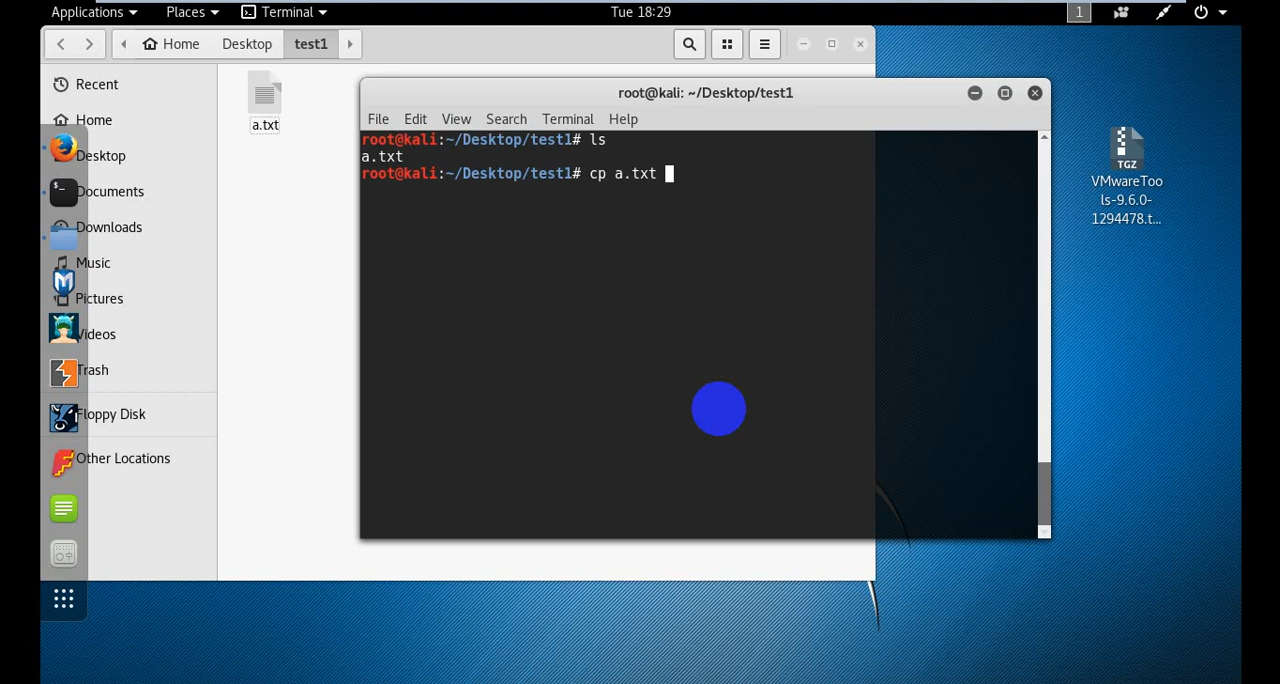 Applications Places Terminal Tue 18:29 1
Home Desktop test1
Recent
Home
Desktop
Documents
Downloads
Music
Pictures
Videos
Trash
Floppy Disk
Other Locations
a.txt
root@kali: ~/Desktop/test1
File Edit View Search Terminal Help
root@kali:~/Desktop/test1# ls
a.txt
root@kali:~/Desktop/test1# cp a.txt
TGZ
VMwareToo
ls-9.6.0-
1294478.t...